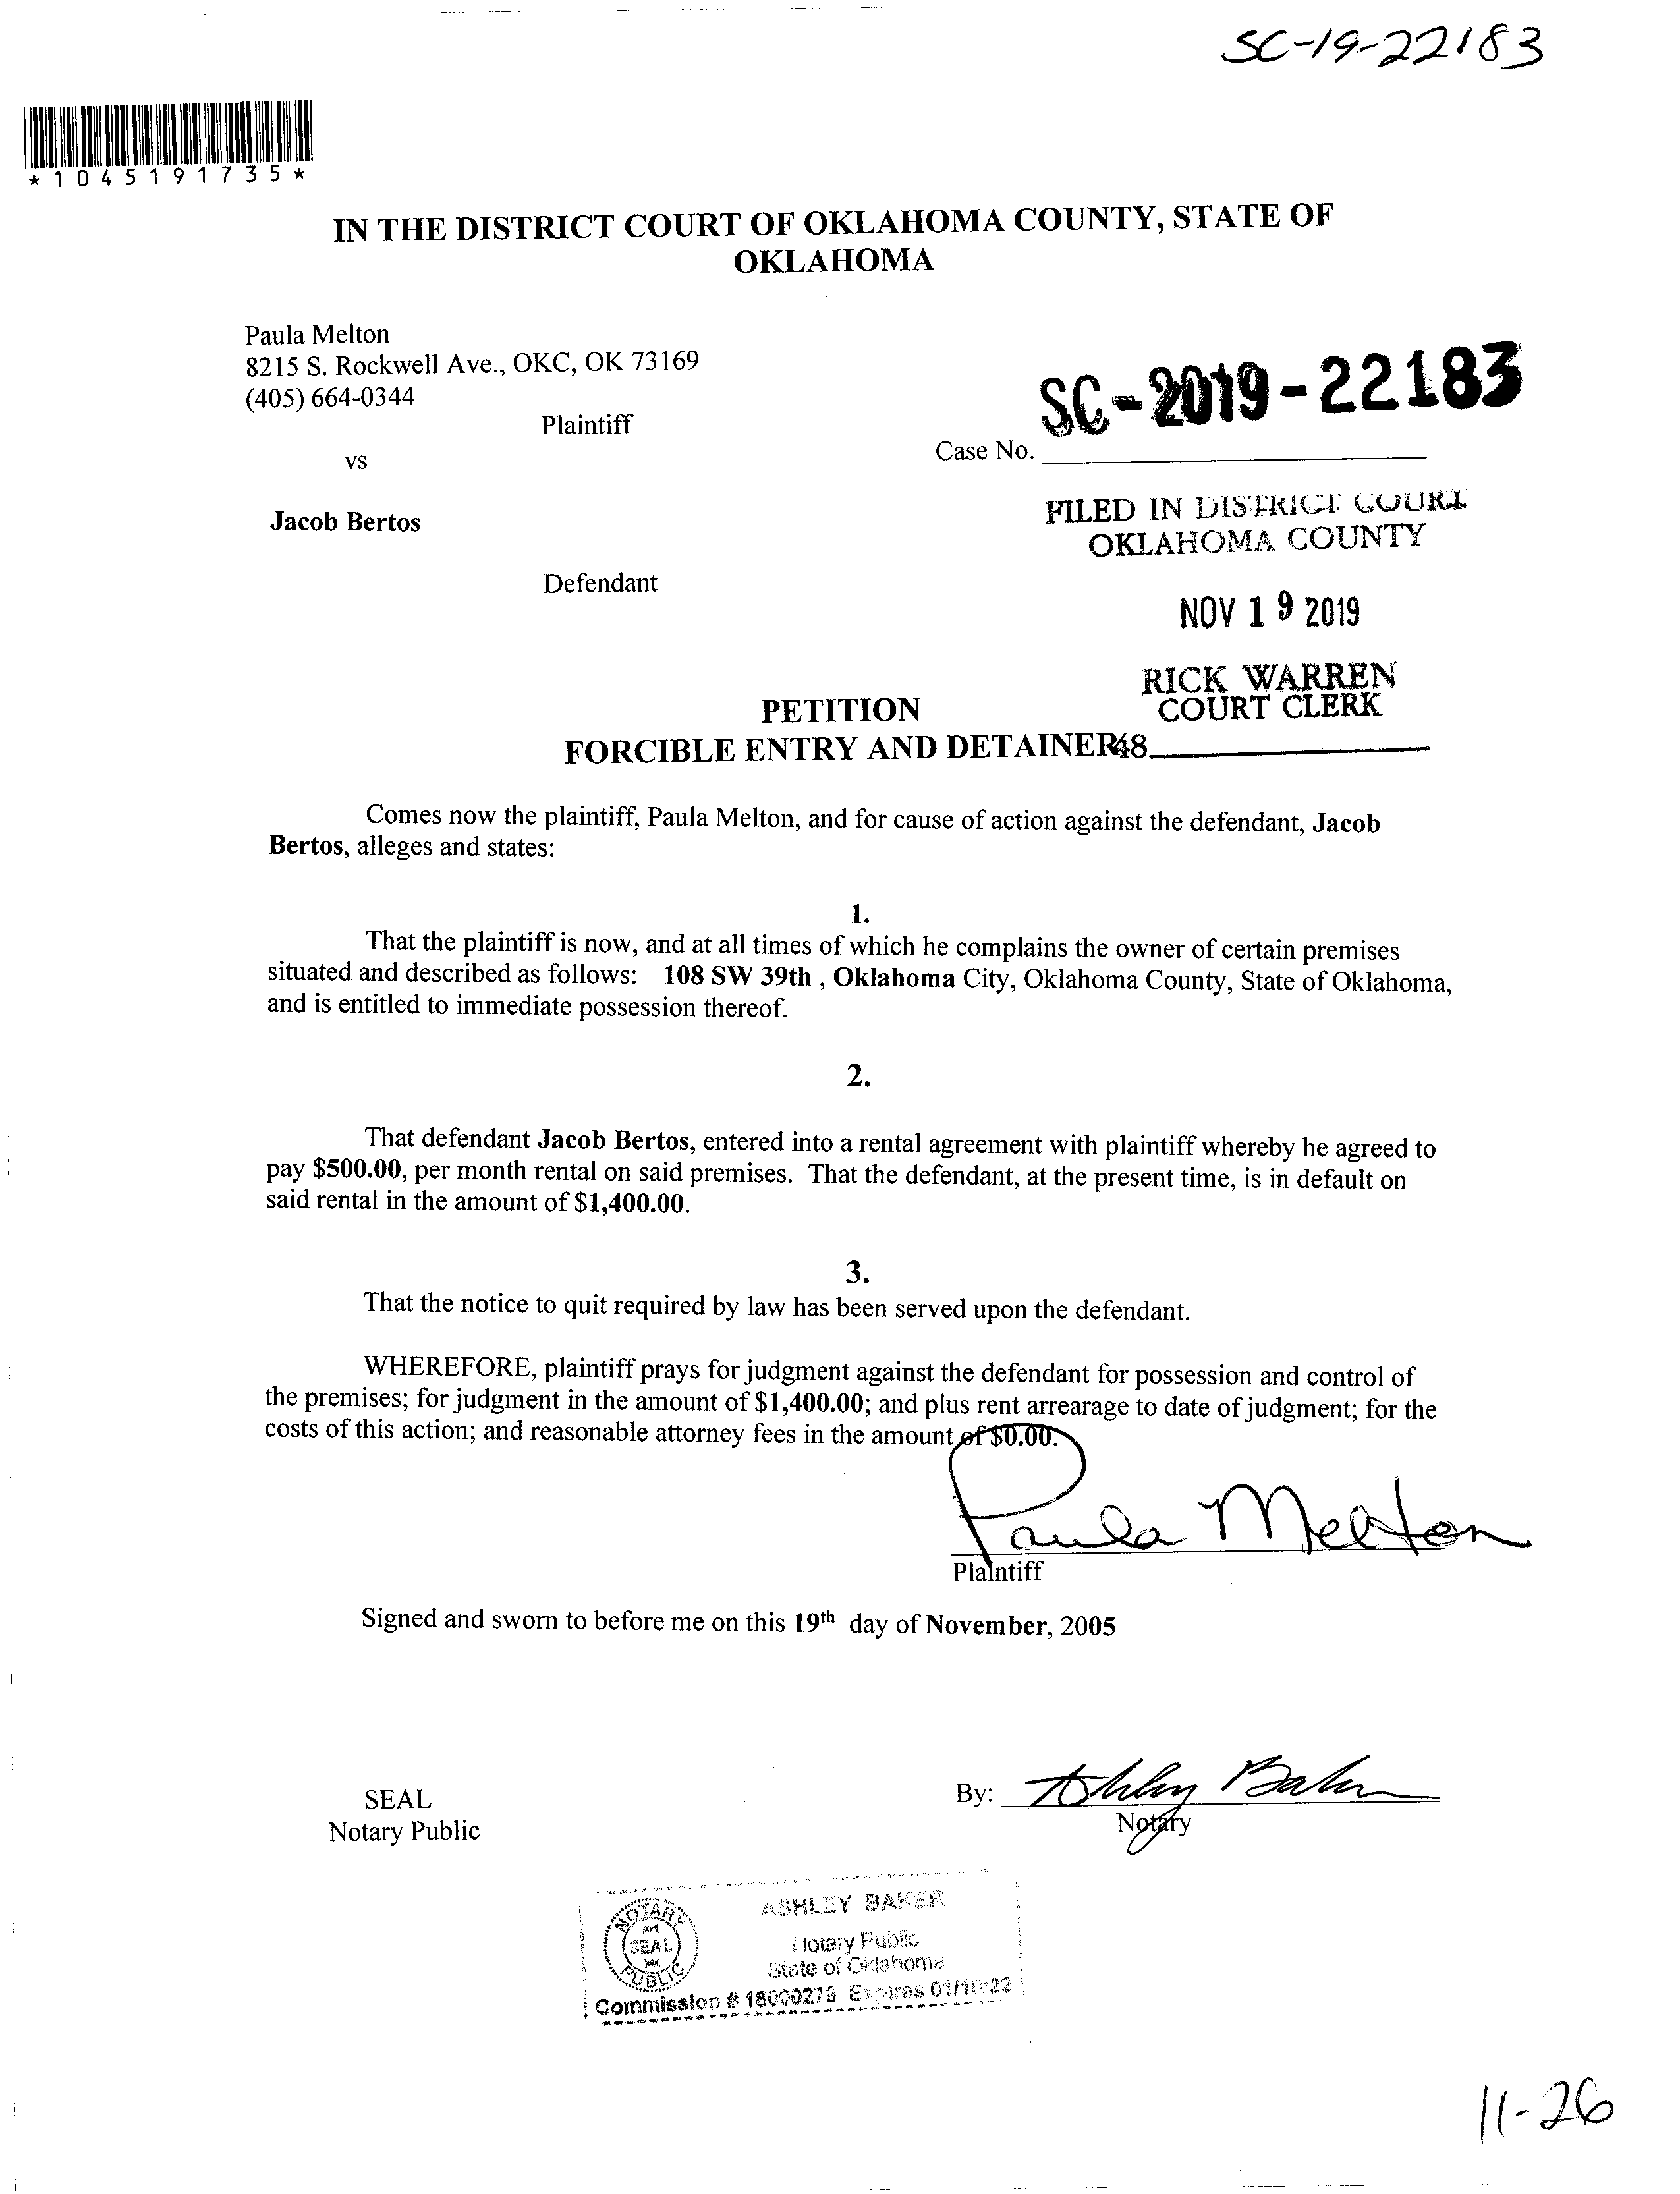 SC-19-22183
*1045191735*
IN THE DISTRICT COURT OF OKLAHOMA COUNTY, STATE OF
OKLAHOMA
Paula Melton
8215 S. Rockwell Ave., OKC, OK 73169
(405) 664-0344
Plaintiff
SC-2019-22183
Case No.
vs
Jacob Bertos
FILED IN DISTRICT COURT
OKLAHOMA COUNTY
Defendant
NOV 19 2019
RICK WARREN
COURT CLERK
PETITION
FORCIBLE ENTRY AND DETAINER
48
Comes now the plaintiff, Paula Melton, and for cause of action against the defendant, Jacob
Bertos, alleges and states:
1.
That the plaintiff is now, and at all times of which he complains the owner of certain premises
situated and described as follows: 108 SW 39th , Oklahoma City, Oklahoma County, State of Oklahoma,
and is entitled to immediate possession thereof.
2.
That defendant Jacob Bertos, entered into a rental agreement with plaintiff whereby he agreed to
pay $500.00, per month rental on said premises. That the defendant, at the present time, is in default on
said rental in the amount of $1,400.00.
3.
That the notice to quit required by law has been served upon the defendant.
WHEREFORE, plaintiff prays for judgment against the defendant for possession and control of
the premises; for judgment in the amount of $1,400.00; and plus rent arrearage to date of judgment; for the
costs of this action; and reasonable attorney fees in the amount of $0.00.
Paula Melton
Plaintiff
Signed and sworn to before me on this 19th day of November, 2005
SEAL
Notary Public
By: Ashley Baker
Notary
NOTARY
SEAL
PUBLIC
ASHLEY BAKER
Notary Public
State of Oklahoma
Commission # Expires
11-26